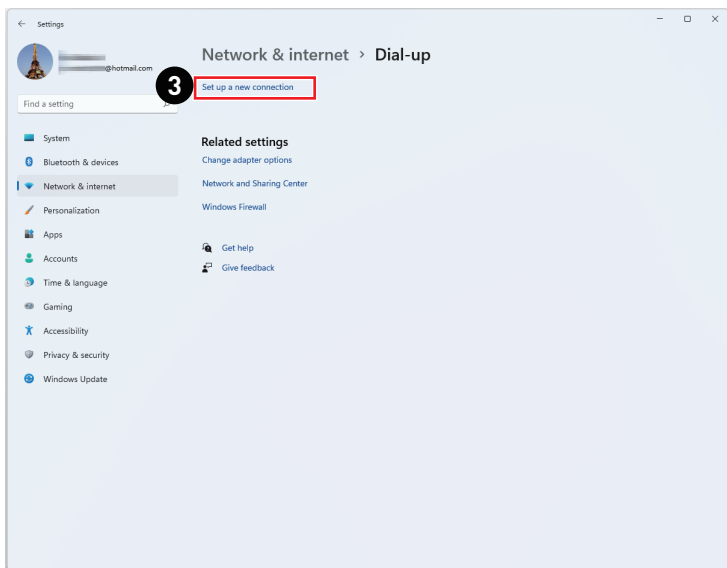 Settings
@hotmail.com
Find a setting
System
Bluetooth & devices
Network & internet
Personalization
Apps
Accounts
Time & language
Gaming
Accessibility
Privacy & security
Windows Update
Network & internet > Dial-up
3
Set up a new connection
Related settings
Change adapter options
Network and Sharing Center
Windows Firewall
Get help
Give feedback